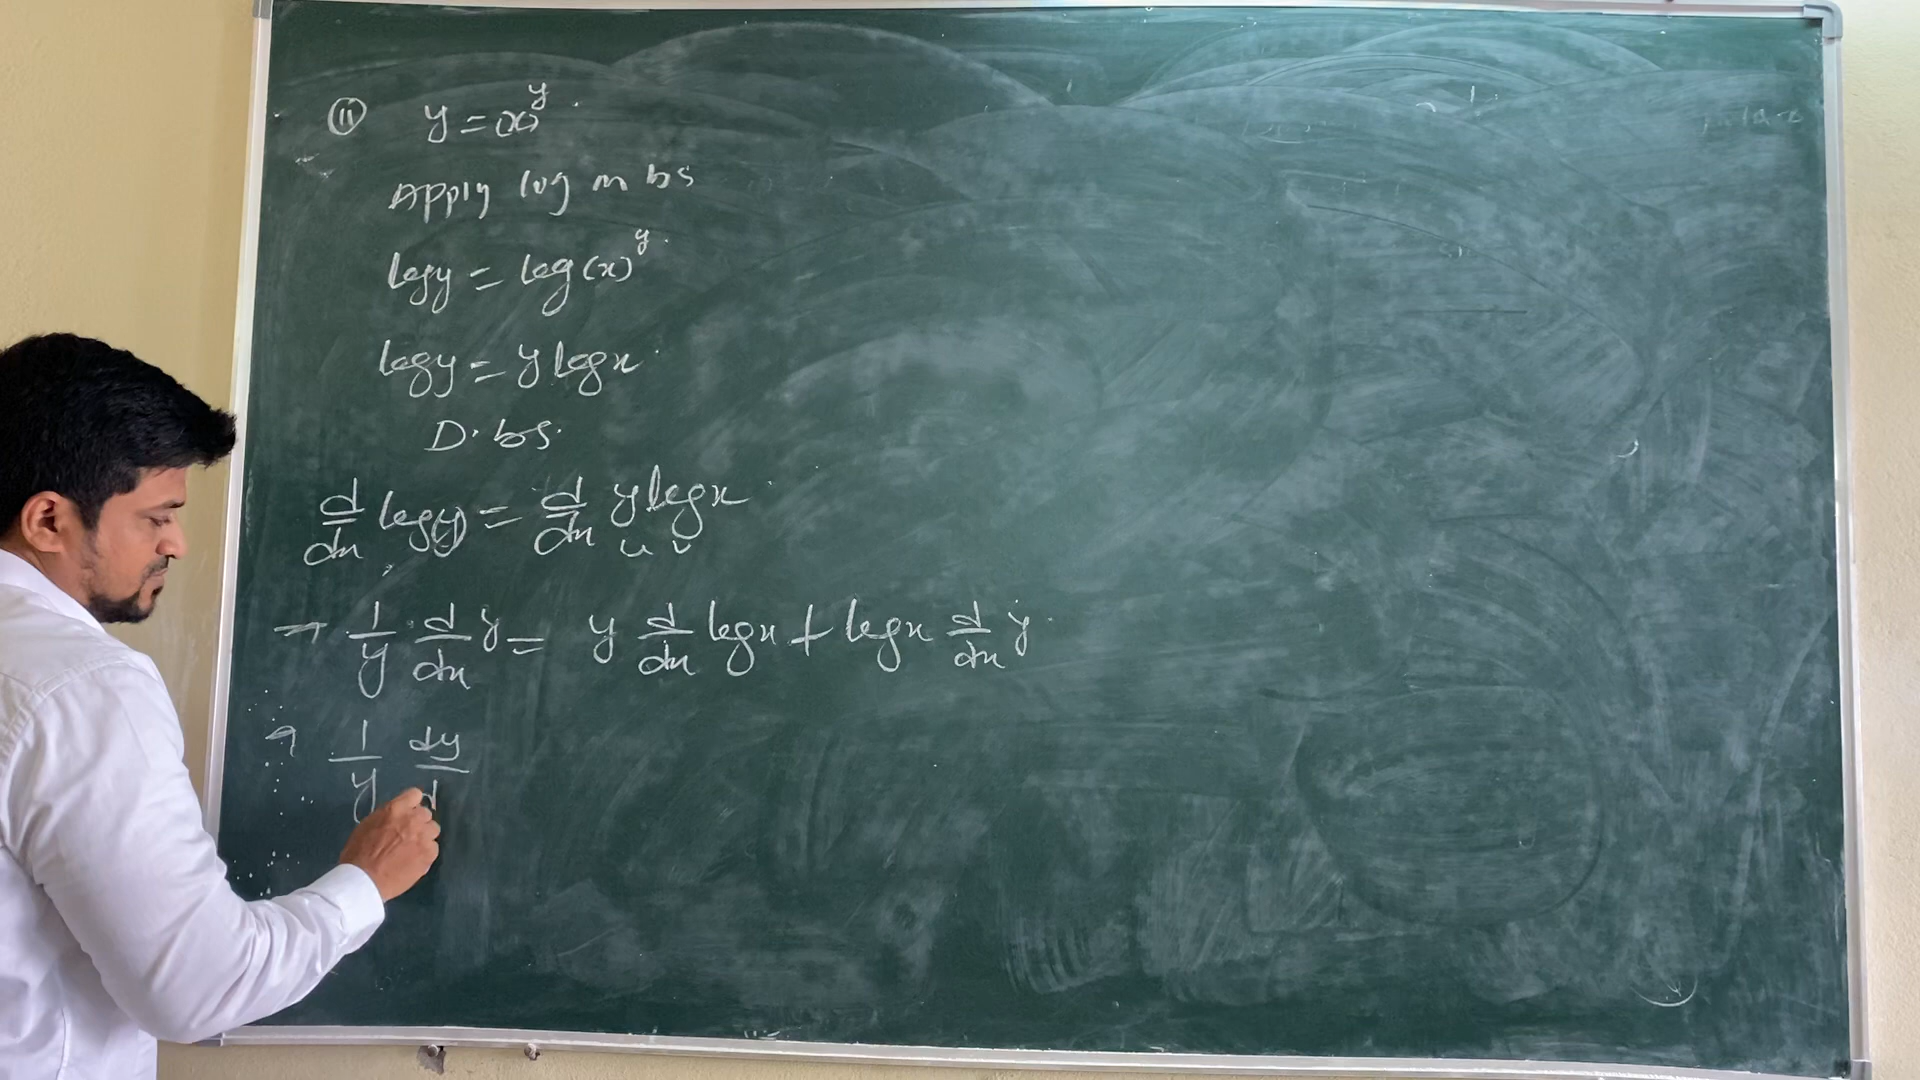 (ii) y = (x)^y.
Apply log on bs
log y = log (x)^y.
log y = y log x.
D. bs.
d/dx log(y) = d/dx y log x.
u v
→ 1/y . d/dx y = y d/dx log x + log x d/dx y.
→ 1/y dy/d